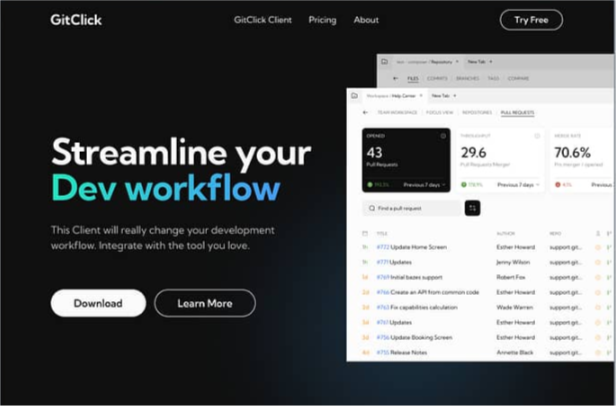 GitClick
GitClick Client Pricing About
Try Free
Streamline your
Dev workflow
This Client will really change your development
workflow. Integrate with the tool you love.
Download
Learn More
Repository
New Tab
FILES COMMITS BRANCHES TAGS COMPARE
Workspace / Help Center
New Tab
TEAM WORKSPACE FOCUS VIEW REPOSITORIES PULL REQUESTS
OPENED
43
Pull Requests
Previous 7 days
THROUGHPUT
29.6
Pull Requests Merger
Previous 7 days
MERGE RATE
70.6%
Prs merger + opened
Previous
Find a pull request
TITLE AUTHOR REPO
#772 Update Home Screen Esther Howard support.git...
#771 Updates Jenny Wilson support.git...
#769 Initial bazes support Robert Fox support.git...
#766 Create an API from commin code Esther Howard support.git...
#763 Fix capabilities calculation Wade Warren support.git...
#761 Updates Esther Howard support.git...
#756 Update Booking Screen Esther Howard support.git...
#755 Release Notes Annette Black support.git...